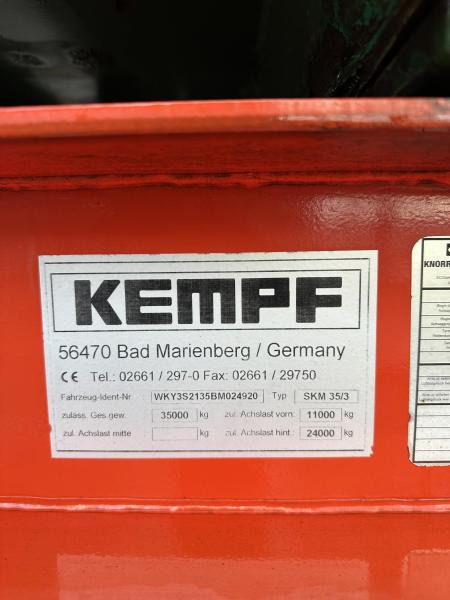 KEMPF
56470 Bad Marienberg / Germany
CE Tel.: 02661 / 297-0 Fax: 02661 / 29750
Fahrzeug-Ident-Nr. WKY3S2135BM024920 Typ SKM 35/3
zuläss. Ges.gew. 35000 kg zul. Achslast vorn: 11000 kg
zul. Achslast mitte kg zul. Achslast hint.: 24000 kg
KNORR